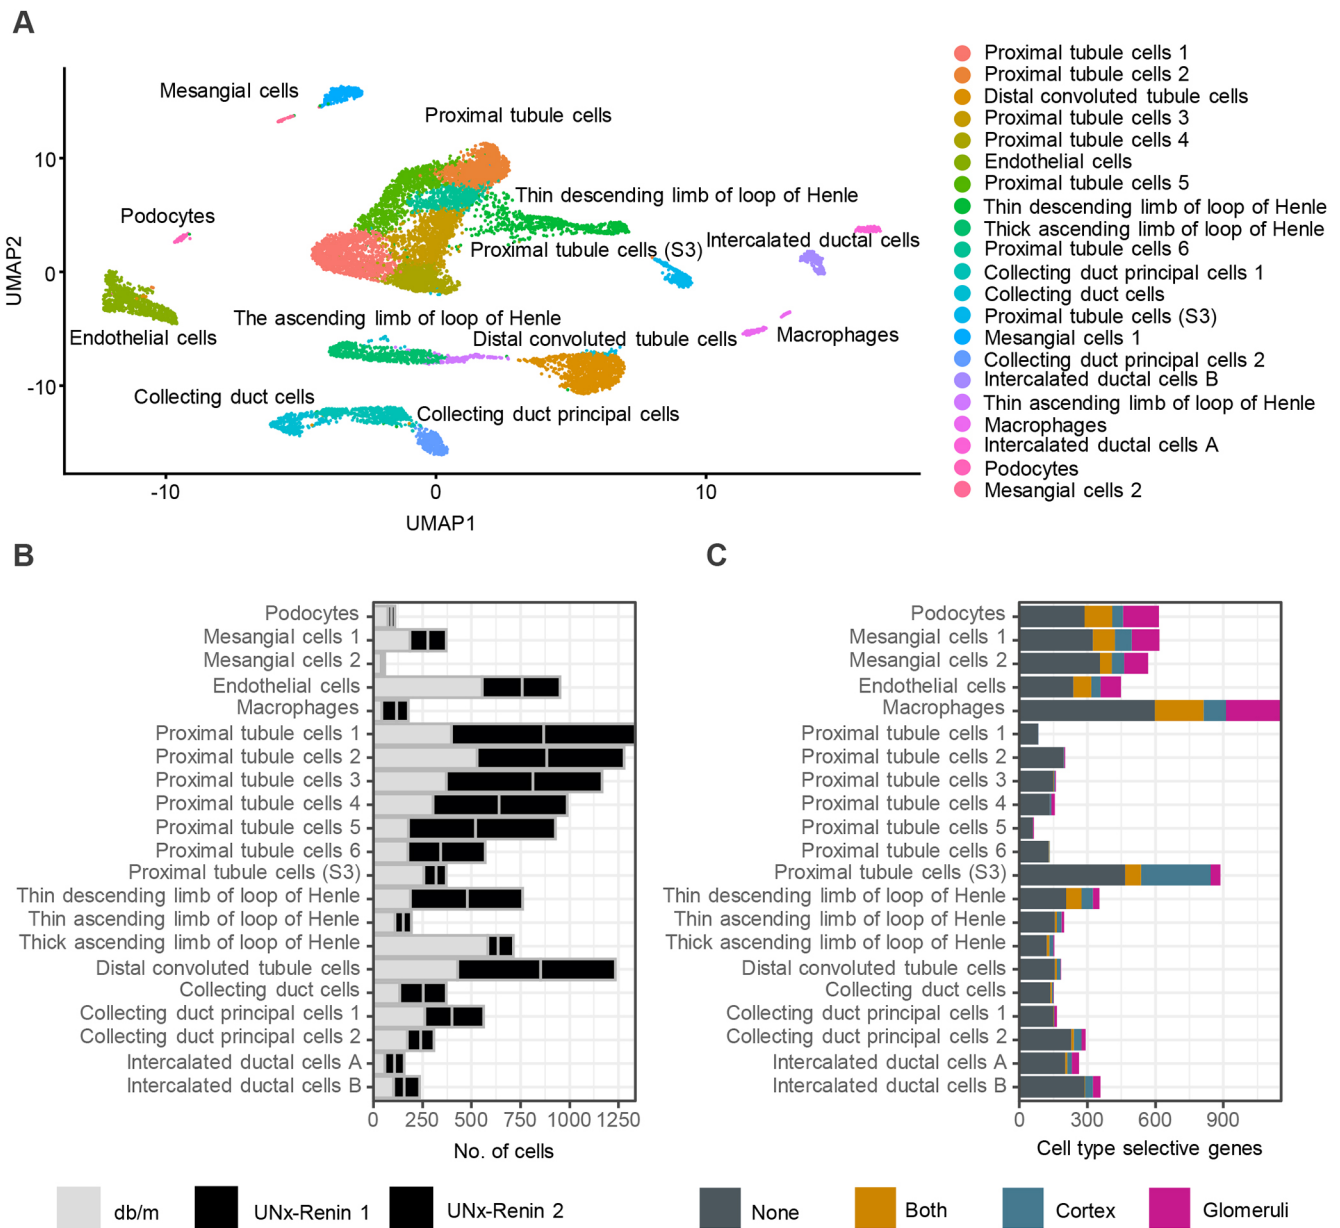 A
Mesangial cells
Proximal tubule cells
Thin descending limb of loop of Henle
Podocytes
Proximal tubule cells (S3)
Intercalated ductal cells
Endothelial cells
The ascending limb of loop of Henle
Distal convoluted tubule cells
Macrophages
Collecting duct cells
Collecting duct principal cells
UMAP2
10
0
-10
-10
0
10
UMAP1
Proximal tubule cells 1
Proximal tubule cells 2
Distal convoluted tubule cells
Proximal tubule cells 3
Proximal tubule cells 4
Endothelial cells
Proximal tubule cells 5
Thin descending limb of loop of Henle
Thick ascending limb of loop of Henle
Proximal tubule cells 6
Collecting duct principal cells 1
Collecting duct cells
Proximal tubule cells (S3)
Mesangial cells 1
Collecting duct principal cells 2
Intercalated ductal cells B
Thin ascending limb of loop of Henle
Macrophages
Intercalated ductal cells A
Podocytes
Mesangial cells 2
B
Podocytes
Mesangial cells 1
Mesangial cells 2
Endothelial cells
Macrophages
Proximal tubule cells 1
Proximal tubule cells 2
Proximal tubule cells 3
Proximal tubule cells 4
Proximal tubule cells 5
Proximal tubule cells 6
Proximal tubule cells (S3)
Thin descending limb of loop of Henle
Thin ascending limb of loop of Henle
Thick ascending limb of loop of Henle
Distal convoluted tubule cells
Collecting duct cells
Collecting duct principal cells 1
Collecting duct principal cells 2
Intercalated ductal cells A
Intercalated ductal cells B
0 250 500 750 1000 1250
No. of cells
db/m UNx-Renin 1 UNx-Renin 2
C
Podocytes
Mesangial cells 1
Mesangial cells 2
Endothelial cells
Macrophages
Proximal tubule cells 1
Proximal tubule cells 2
Proximal tubule cells 3
Proximal tubule cells 4
Proximal tubule cells 5
Proximal tubule cells 6
Proximal tubule cells (S3)
Thin descending limb of loop of Henle
Thin ascending limb of loop of Henle
Thick ascending limb of loop of Henle
Distal convoluted tubule cells
Collecting duct cells
Collecting duct principal cells 1
Collecting duct principal cells 2
Intercalated ductal cells A
Intercalated ductal cells B
0 300 600 900
Cell type selective genes
None Both Cortex Glomeruli